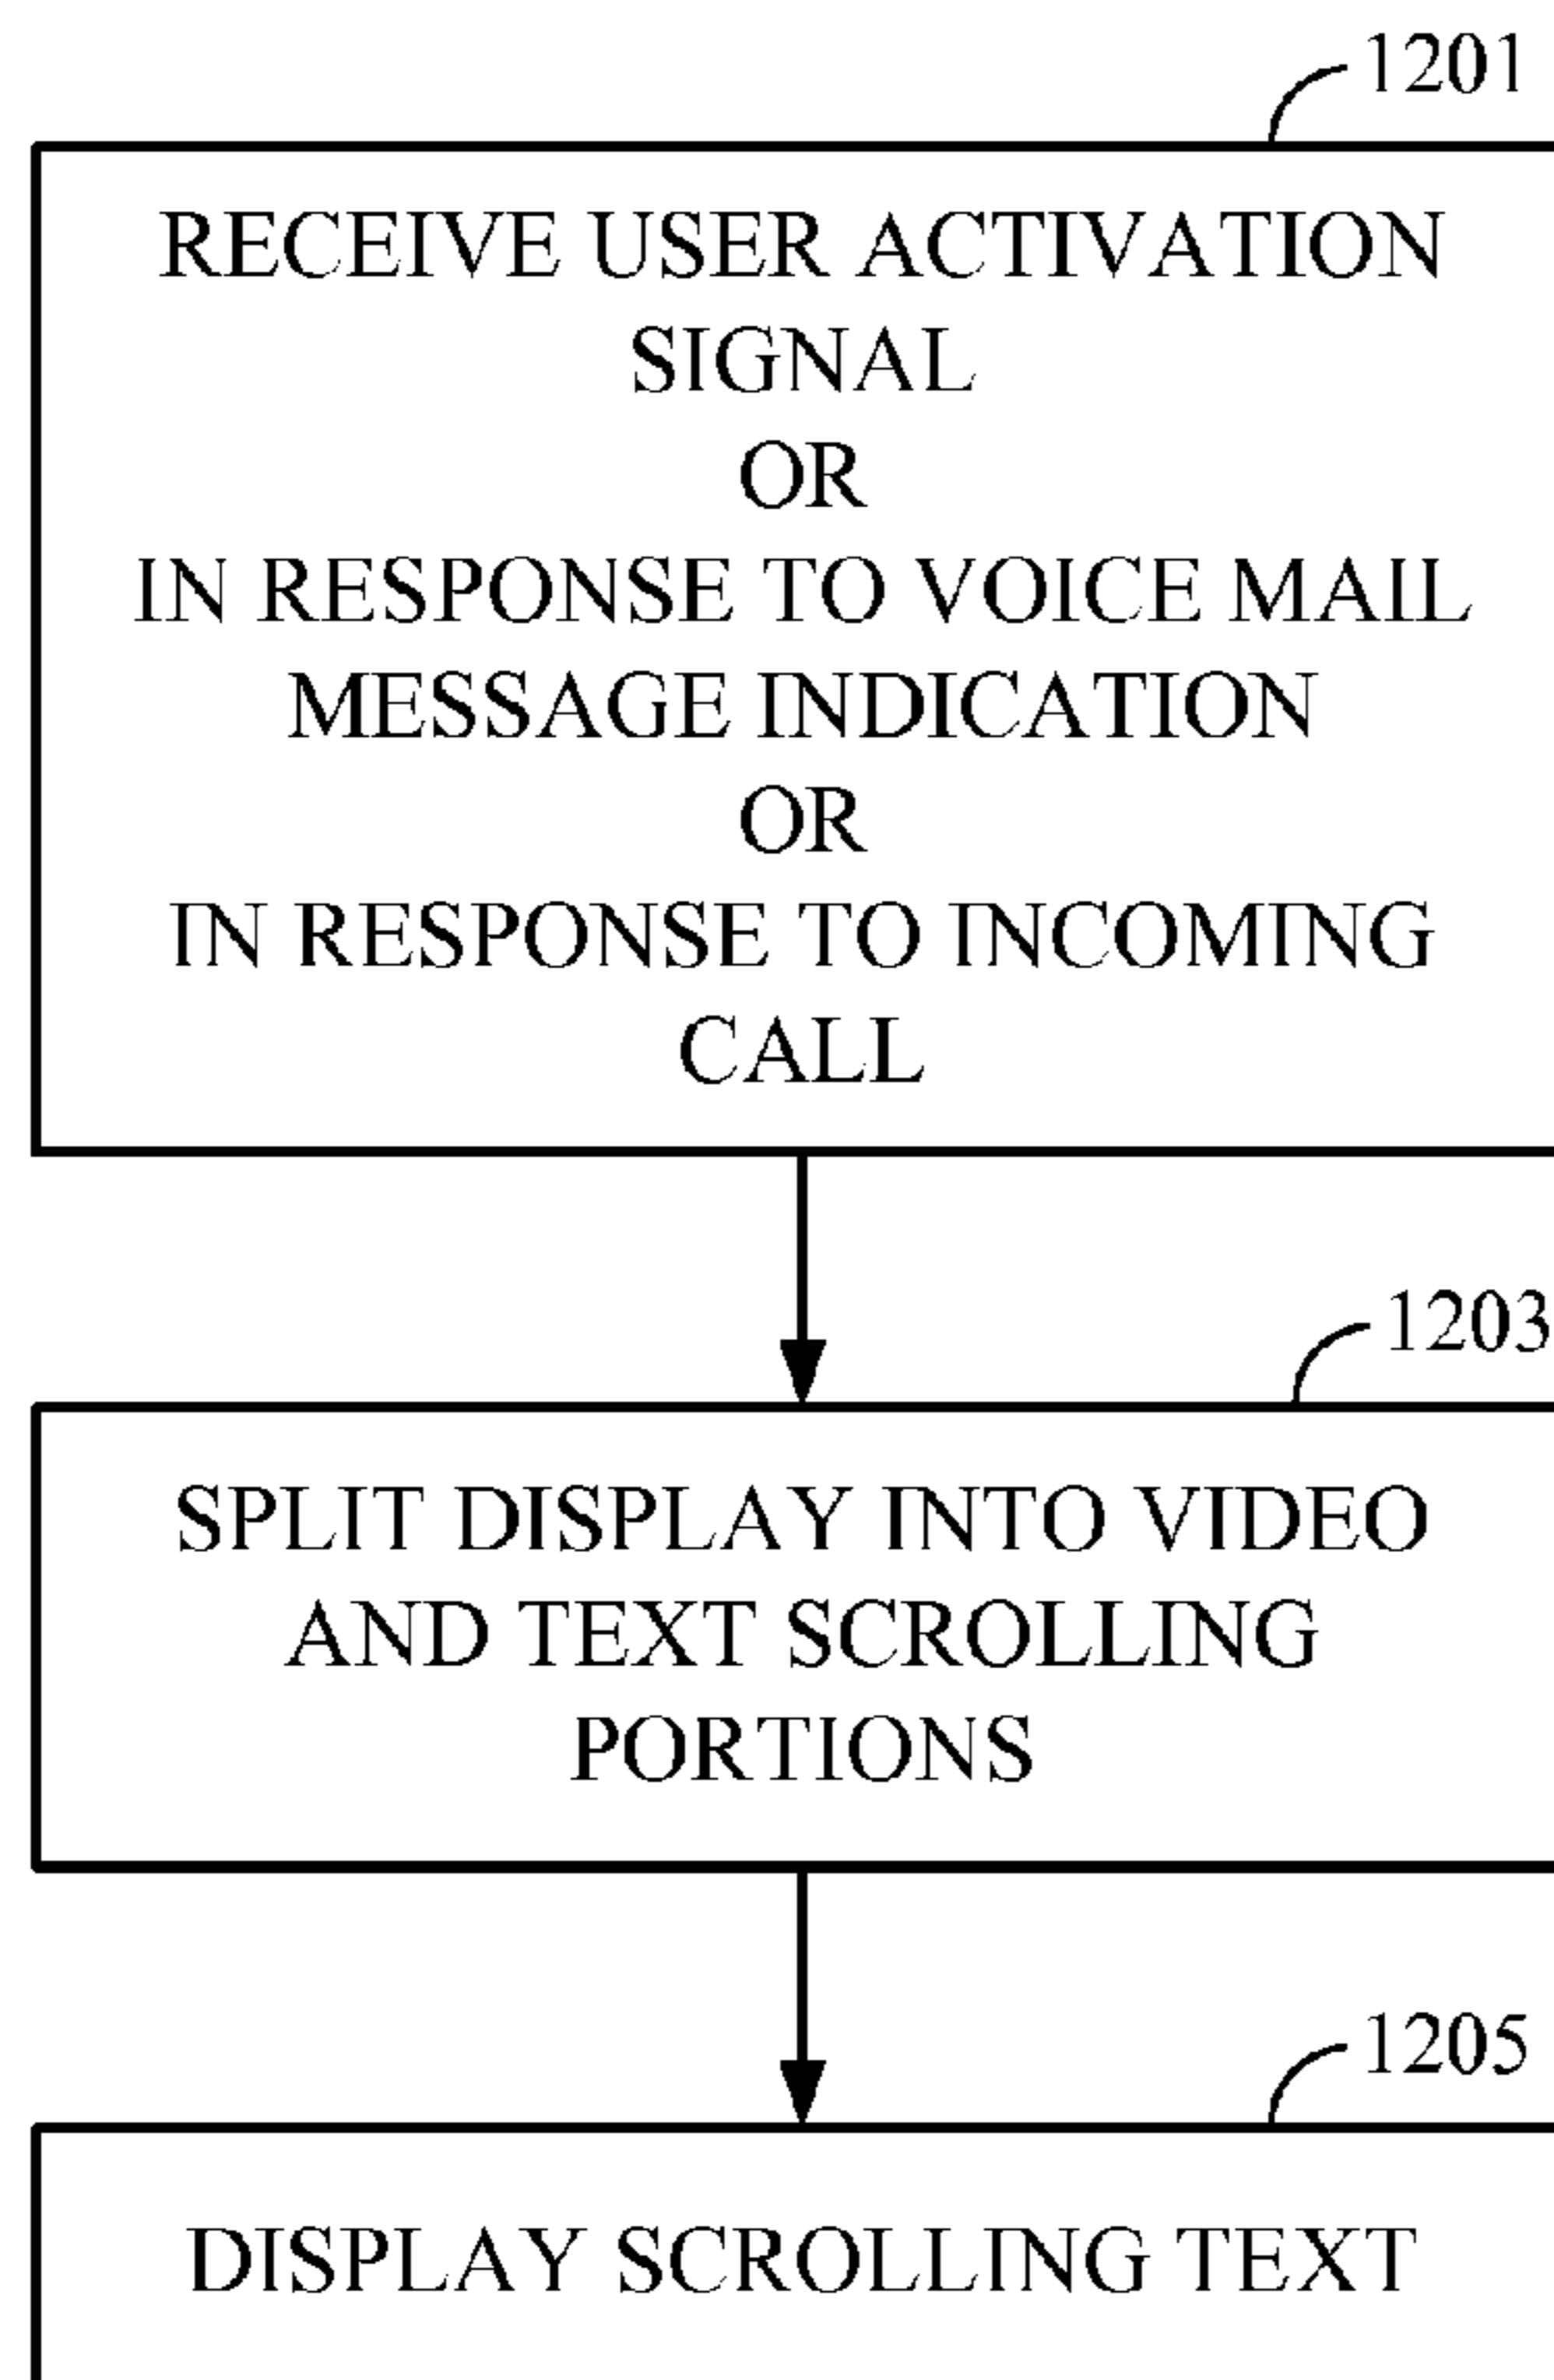 1201
RECEIVE USER ACTIVATION
SIGNAL
OR
IN RESPONSE TO VOICE MAIL
MESSAGE INDICATION
OR
IN RESPONSE TO INCOMING
CALL
1203
SPLIT DISPLAY INTO VIDEO
AND TEXT SCROLLING
PORTIONS
1205
DISPLAY SCROLLING TEXT